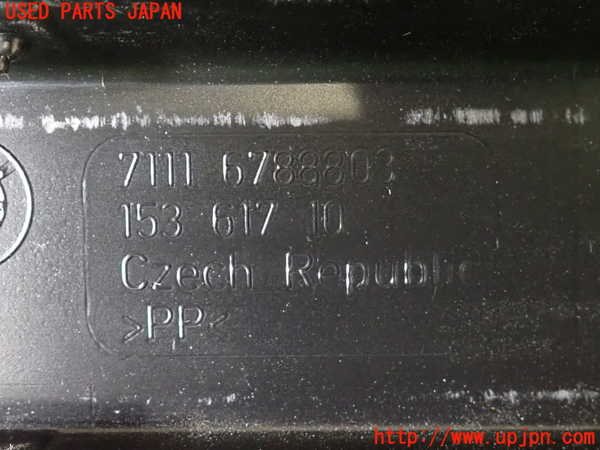 USED PARTS JAPAN
7111 6788803
153 617 10
Czech Republic
>PP<
http://www.upjpn.com/